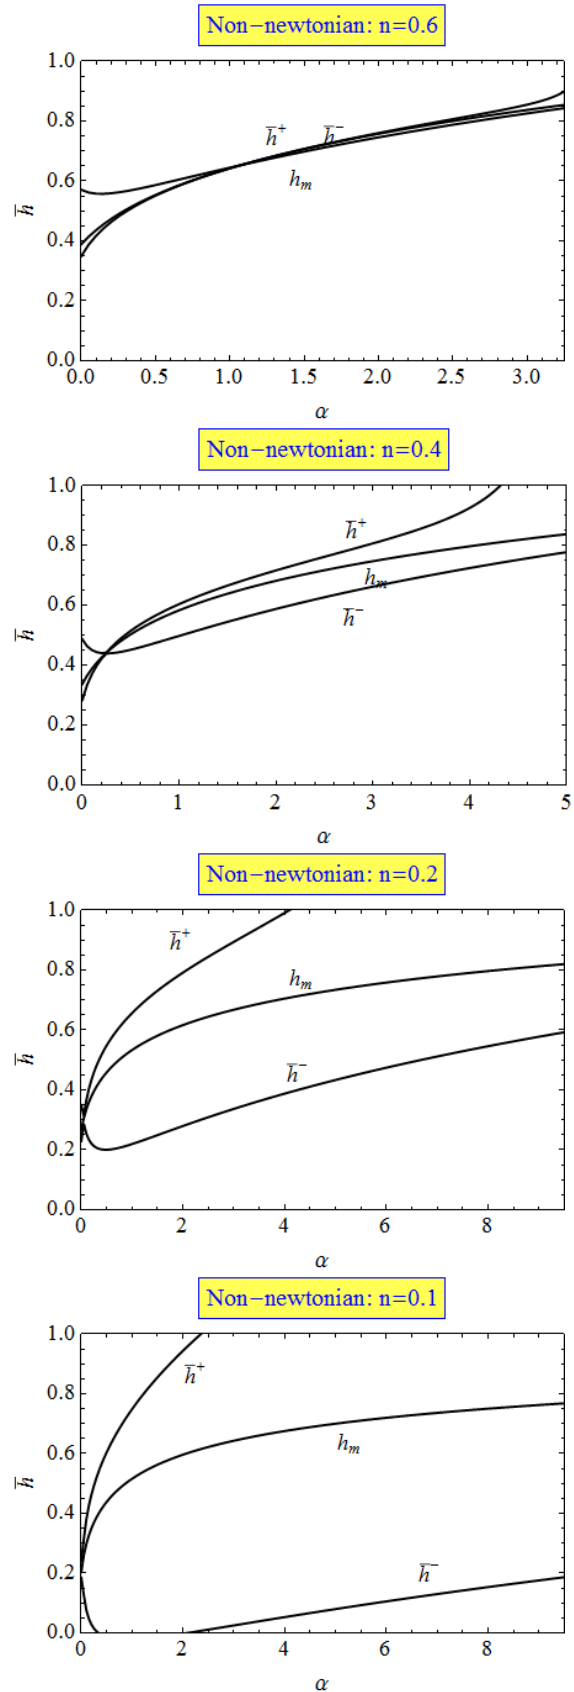 Non−newtonian: n=0.6
1.0
0.8
0.6
0.4
0.2
0.0
h̅
h̅⁺ h̅⁻
hₘ
0.0 0.5 1.0 1.5 2.0 2.5 3.0
α
Non−newtonian: n=0.4
1.0
0.8
0.6
0.4
0.2
0.0
h̅
h̅⁺
hₘ
h̅⁻
0 1 2 3 4 5
α
Non−newtonian: n=0.2
1.0
0.8
0.6
0.4
0.2
0.0
h̅
h̅⁺
hₘ
h̅⁻
0 2 4 6 8
α
Non−newtonian: n=0.1
1.0
0.8
0.6
0.4
0.2
0.0
h̅
h̅⁺
hₘ
h̅⁻
0 2 4 6 8
α